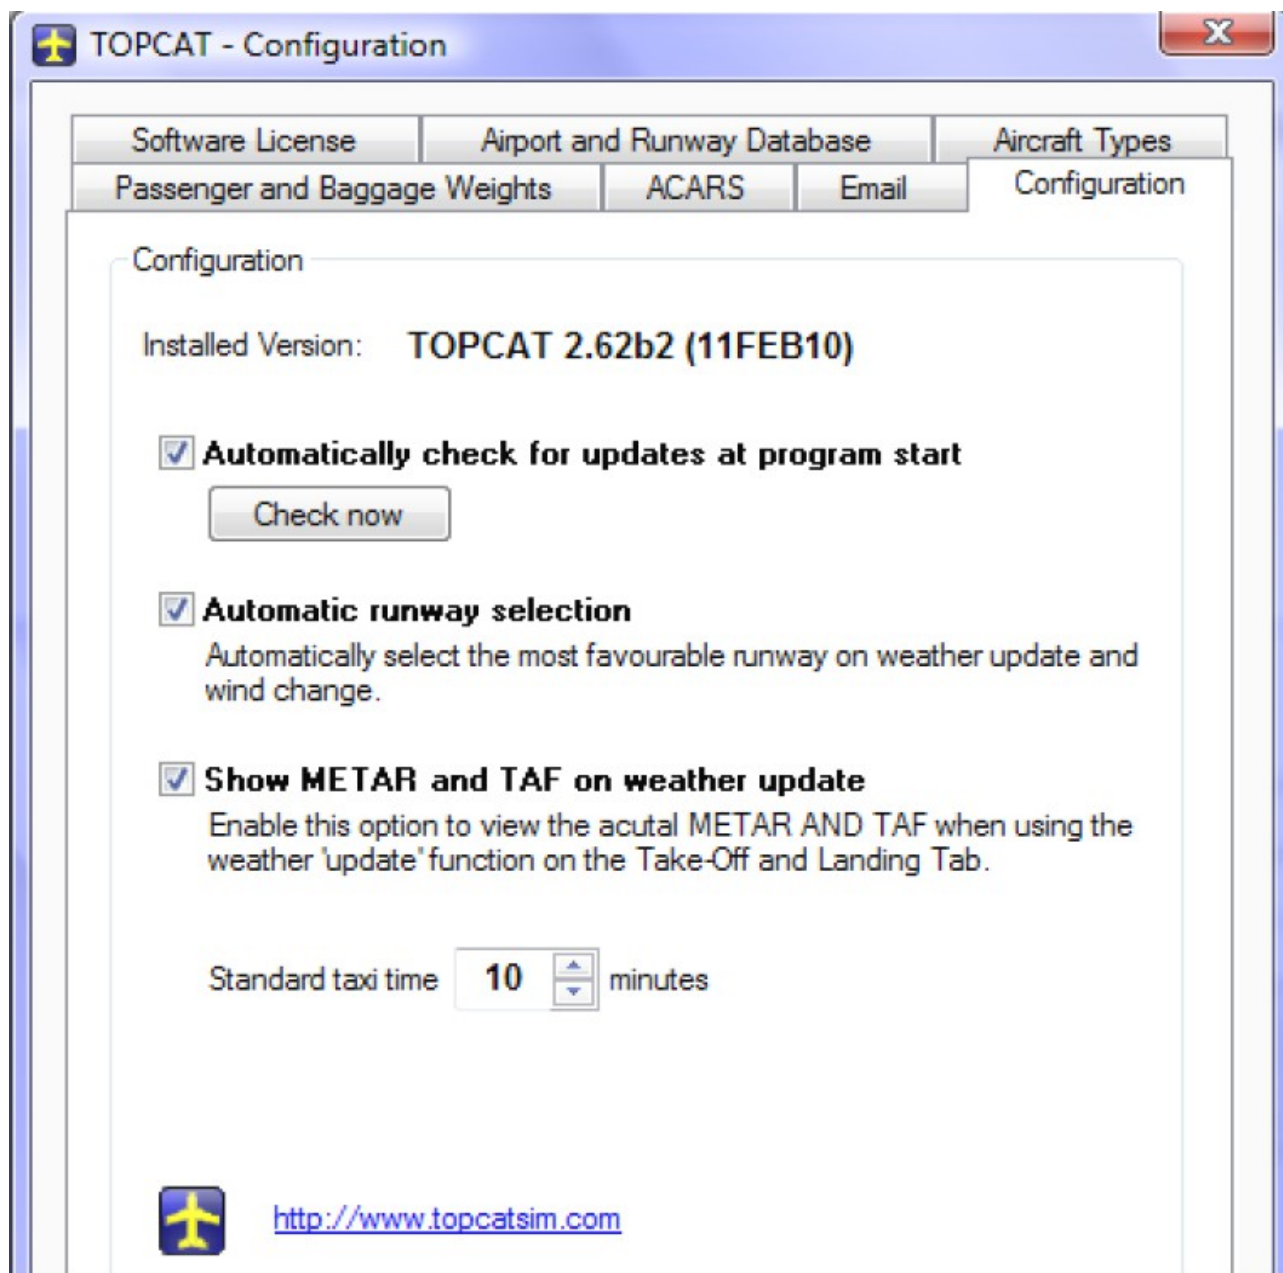 TOPCAT - Configuration
Software License
Airport and Runway Database
Aircraft Types
Passenger and Baggage Weights
ACARS
Email
Configuration
Configuration
Installed Version: TOPCAT 2.62b2 (11FEB10)
Automatically check for updates at program start
Check now
Automatic runway selection
Automatically select the most favourable runway on weather update and
wind change.
Show METAR and TAF on weather update
Enable this option to view the acutal METAR AND TAF when using the
weather 'update' function on the Take-Off and Landing Tab.
Standard taxi time 10 minutes
http://www.topcatsim.com